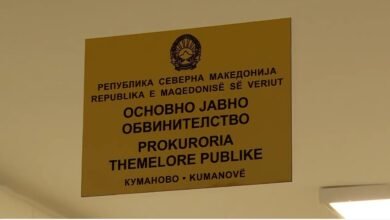 РЕПУБЛИКА СЕВЕРНА МАКЕДОНИЈА
REPUBLIKA E MAQEDONISË SË VERIUT
ОСНОВНО ЈАВНО
ОБВИНИТЕЛСТВО
PROKURORIA
THEMELORE PUBLIKE
КУМАНОВО • KUMANOVË